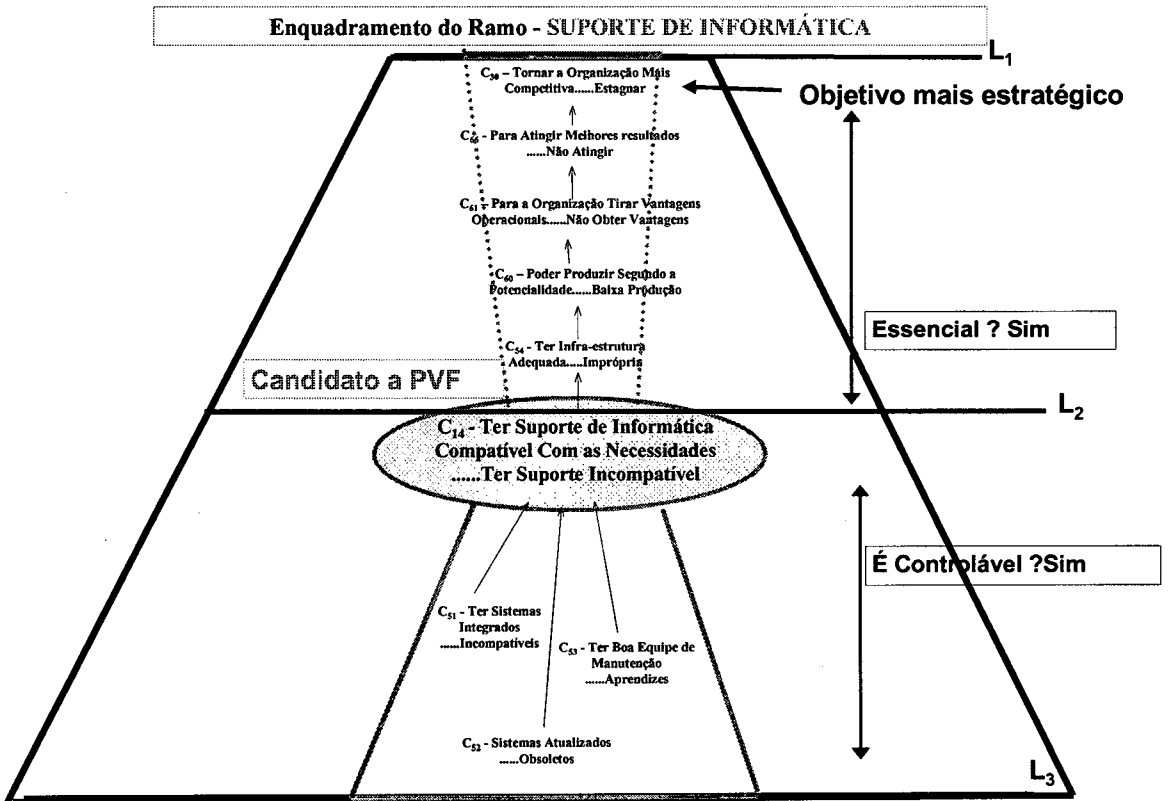 Enquadramento do Ramo - SUPORTE DE INFORMÁTICA
L1
C30 – Tornar a Organização Mais
Competitiva......Estagnar
Objetivo mais estratégico
C66 - Para Atingir Melhores resultados
......Não Atingir
C61 – Para a Organização Tirar Vantagens
Operacionais......Não Obter Vantagens
C60 – Poder Produzir Segundo a
Potencialidade......Baixa Produção
Essencial ? Sim
C54 - Ter Infra-estrutura
Adequada.....Imprópria
Candidato a PVF
L2
C14 - Ter Suporte de Informática
Compatível Com as Necessidades
......Ter Suporte Incompatível
É Controlável ?Sim
C51 - Ter Sistemas
Integrados
......Incompatíveis
C53 - Ter Boa Equipe de
Manutenção
......Aprendizes
C52 - Sistemas Atualizados
......Obsoletos
L3